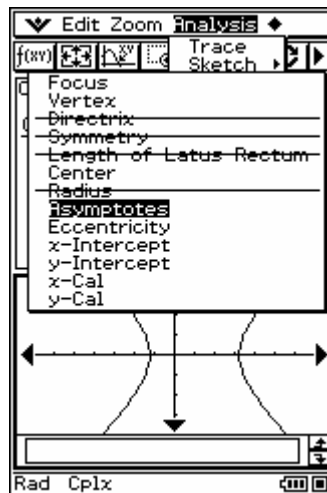 Edit Zoom Analysis ◆
f(xy)
Trace
Sketch
Focus
Vertex
Directrix
Symmetry
Length of Latus Rectum
Center
Radius
Asymptotes
Eccentricity
x-Intercept
y-Intercept
x-Cal
y-Cal
Rad Cplx